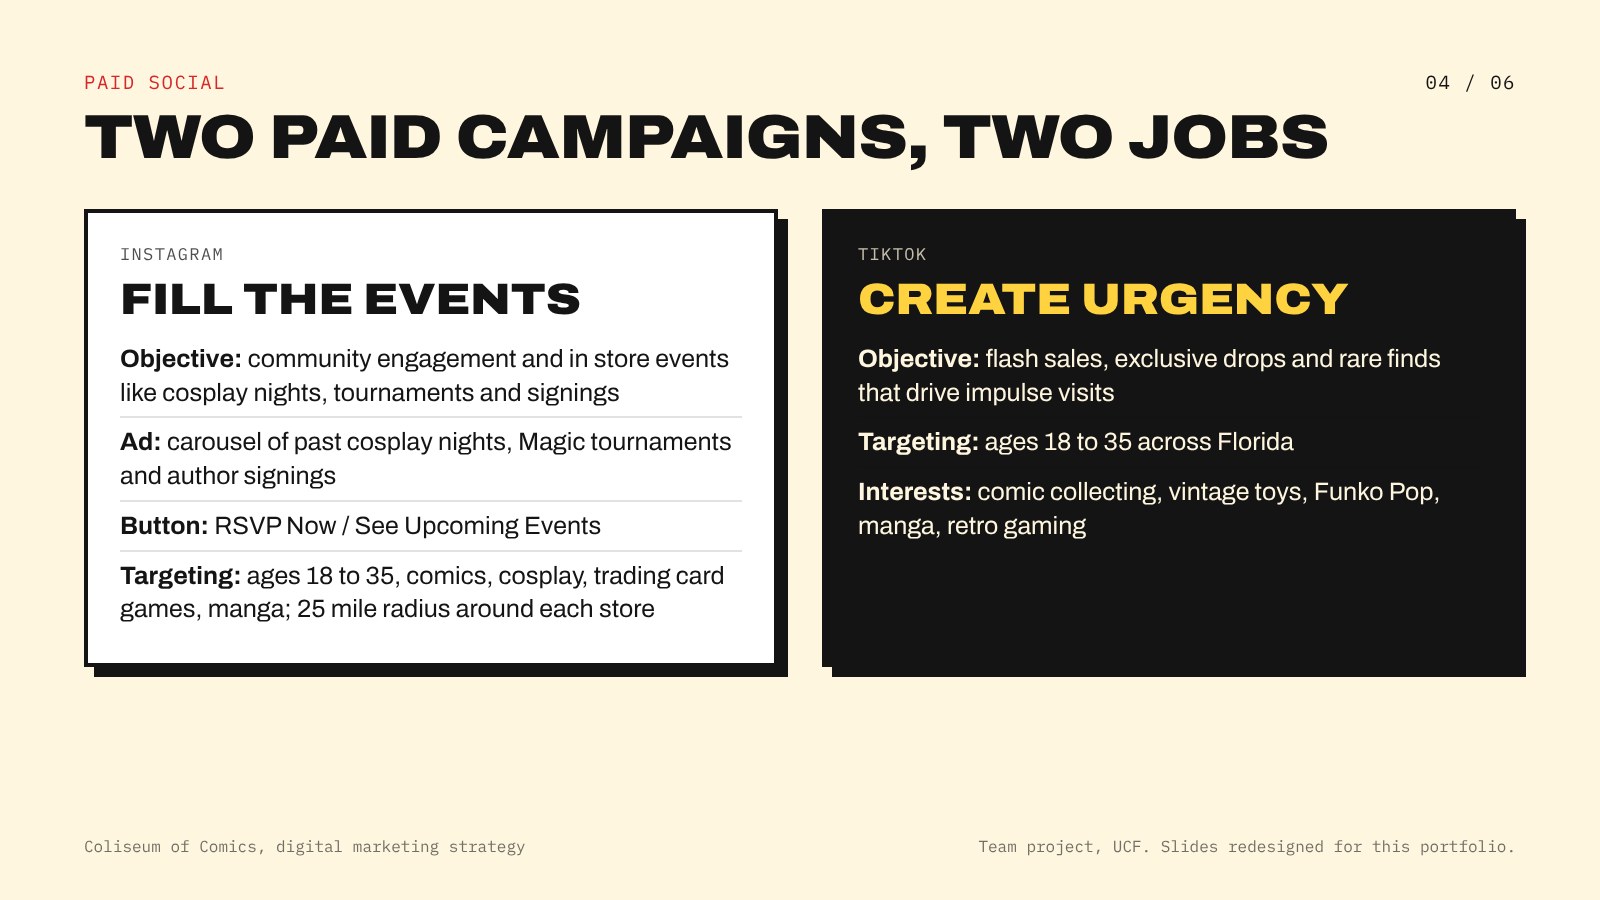 PAID SOCIAL
04 / 06
TWO PAID CAMPAIGNS, TWO JOBS
INSTAGRAM
FILL THE EVENTS
Objective: community engagement and in store events
like cosplay nights, tournaments and signings
Ad: carousel of past cosplay nights, Magic tournaments
and author signings
Button: RSVP Now / See Upcoming Events
Targeting: ages 18 to 35, comics, cosplay, trading card
games, manga; 25 mile radius around each store
TIKTOK
CREATE URGENCY
Objective: flash sales, exclusive drops and rare finds
that drive impulse visits
Targeting: ages 18 to 35 across Florida
Interests: comic collecting, vintage toys, Funko Pop,
manga, retro gaming
Coliseum of Comics, digital marketing strategy
Team project, UCF. Slides redesigned for this portfolio.